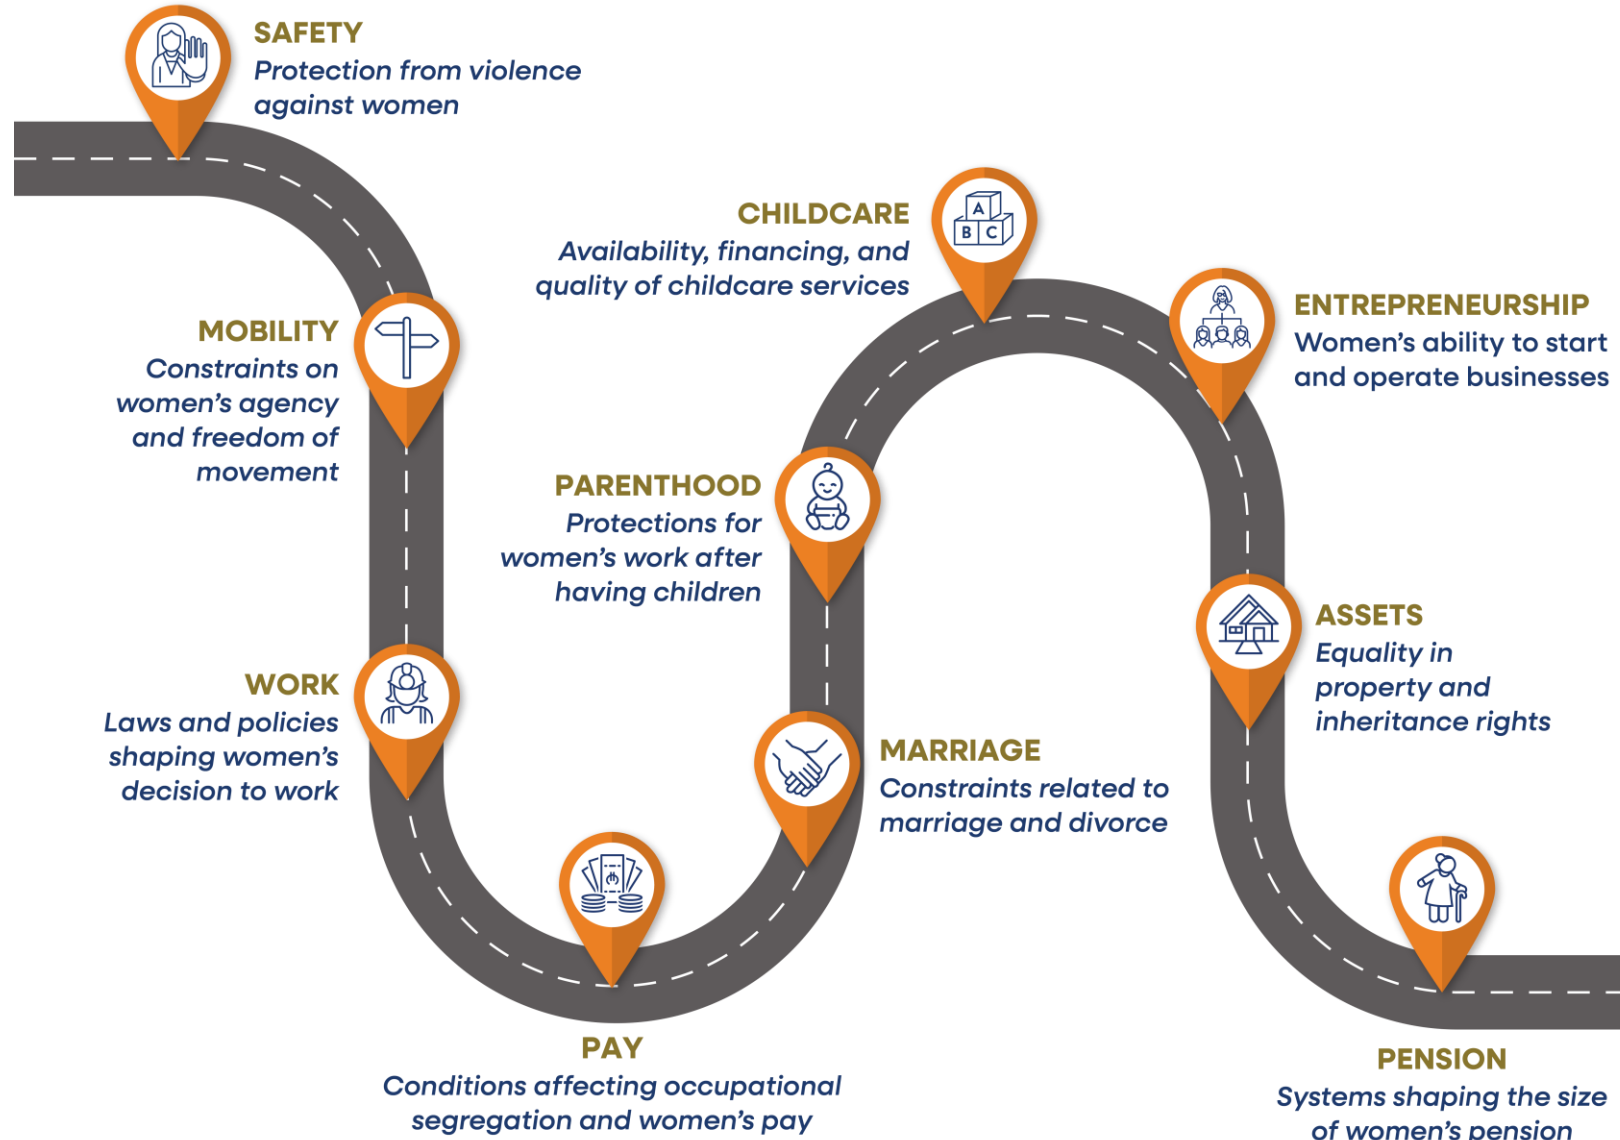 SAFETY
Protection from violence
against women
MOBILITY
Constraints on
women's agency
and freedom of
movement
WORK
Laws and policies
shaping women's
decision to work
PAY
Conditions affecting occupational
segregation and women's pay
MARRIAGE
Constraints related to
marriage and divorce
PARENTHOOD
Protections for
women's work after
having children
CHILDCARE
Availability, financing, and
quality of childcare services
A
B C
ENTREPRENEURSHIP
Women's ability to start
and operate businesses
ASSETS
Equality in
property and
inheritance rights
PENSION
Systems shaping the size
of women's pension